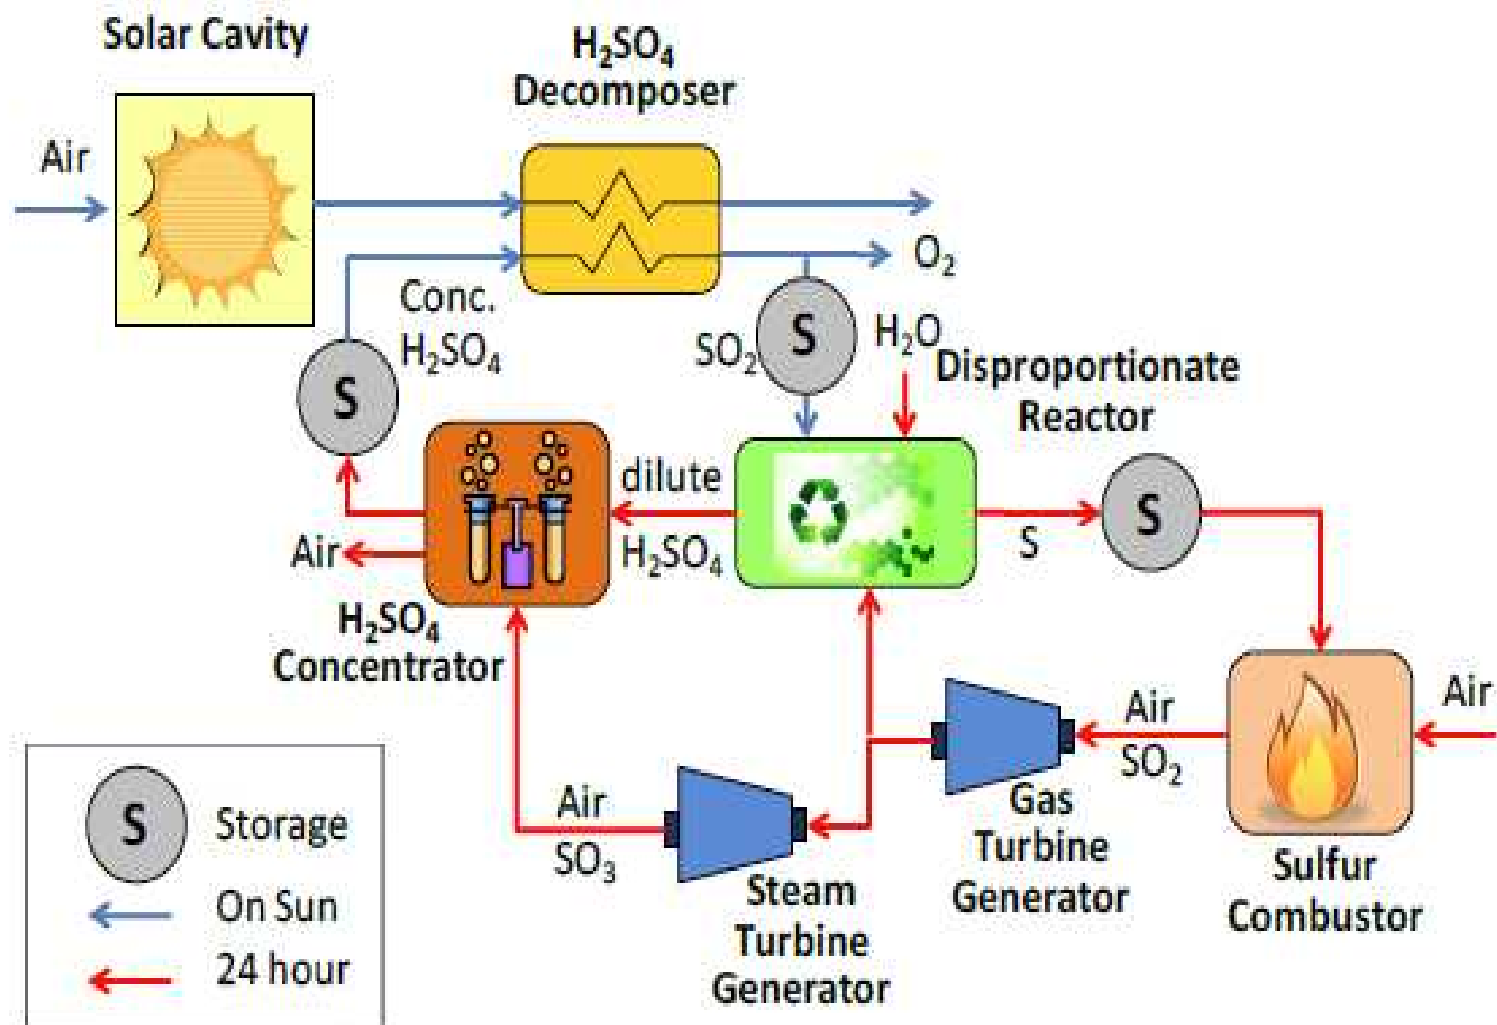 Solar Cavity
H₂SO₄
Decomposer
Air
O₂
Conc.
H₂SO₄
S
SO₂
S
H₂O
Disproportionate
Reactor
S
dilute
H₂SO₄
Air
S
H₂SO₄
Concentrator
Air
SO₃
Steam
Turbine
Generator
Gas
Turbine
Generator
Air
SO₂
Air
Sulfur
Combustor
S
Storage
On Sun
24 hour